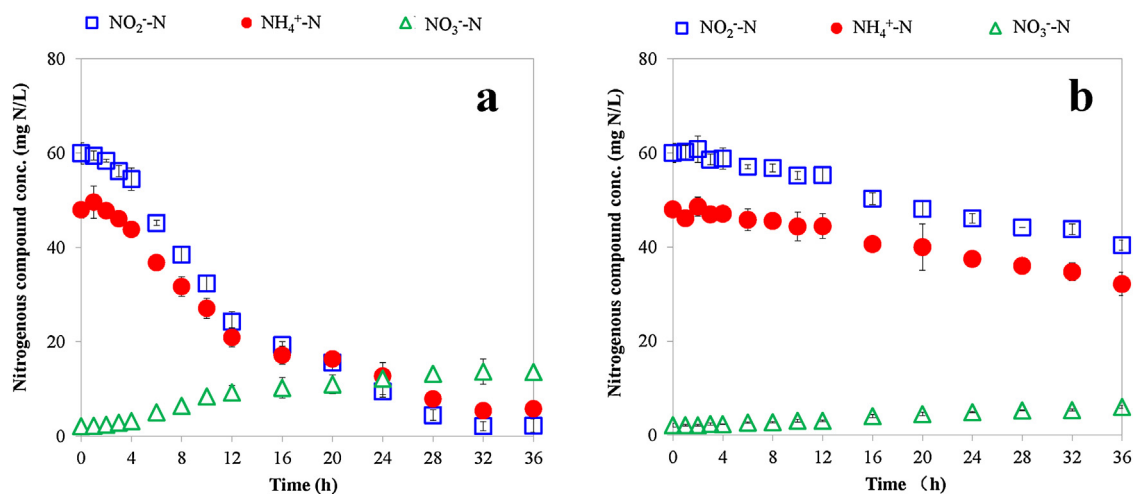 NO₂⁻-N NH₄⁺-N NO₃⁻-N
80
60
40
20
0
Nitrogenous compound conc. (mg N/L)
a
0 4 8 12 16 20 24 28 32 36
Time (h)
NO₂⁻-N NH₄⁺-N NO₃⁻-N
80
60
40
20
0
Nitrogenous compound conc. (mg N/L)
b
0 4 8 12 16 20 24 28 32 36
Time （h）